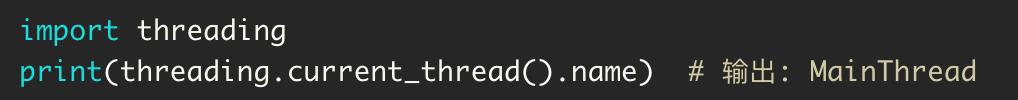 import threading
print(threading.current_thread().name)  # 输出: MainThread